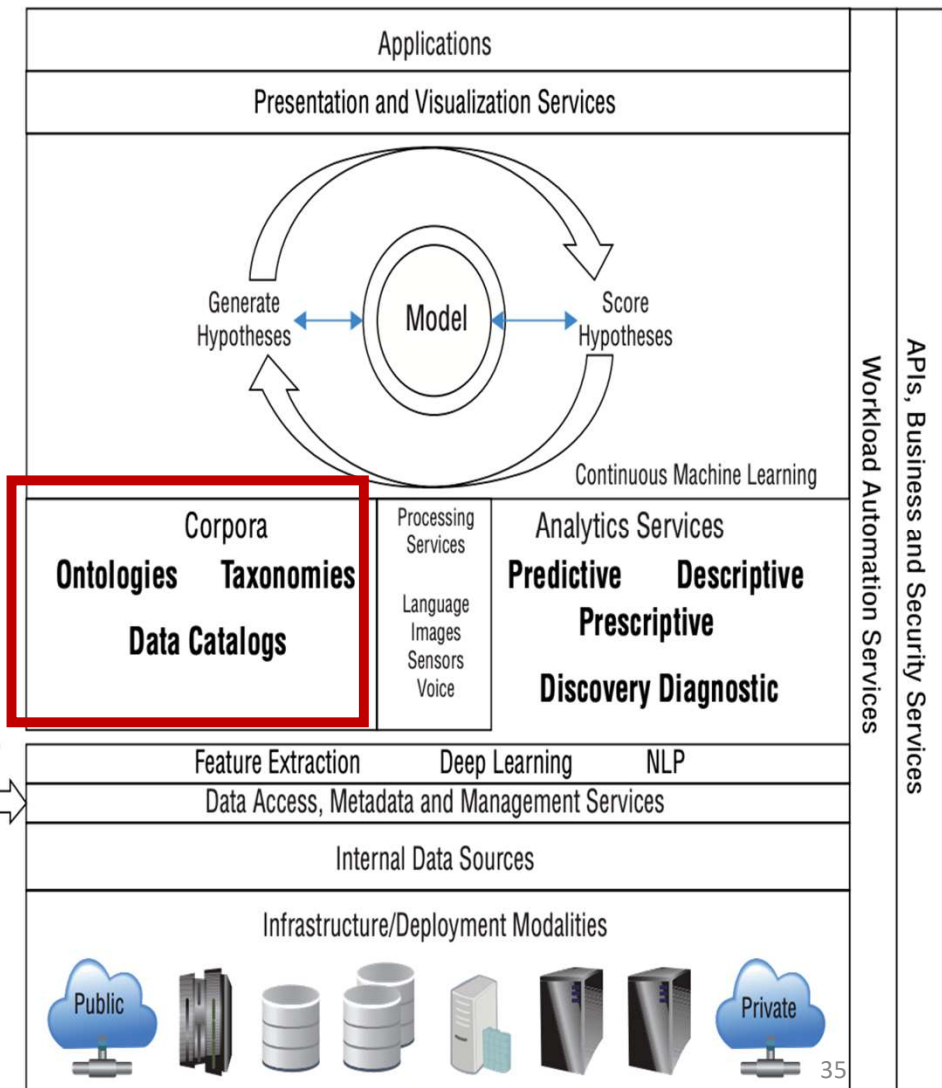 Applications
Presentation and Visualization Services
Generate
Hypotheses
Model
Score
Hypotheses
Continuous Machine Learning
Corpora
Ontologies Taxonomies
Data Catalogs
Processing
Services
Language
Images
Sensors
Voice
Analytics Services
Predictive Descriptive
Prescriptive
Discovery Diagnostic
Feature Extraction Deep Learning NLP
Data Access, Metadata and Management Services
Internal Data Sources
Infrastructure/Deployment Modalities
Public
Private
Workload Automation Services
APIs, Business and Security Services
35